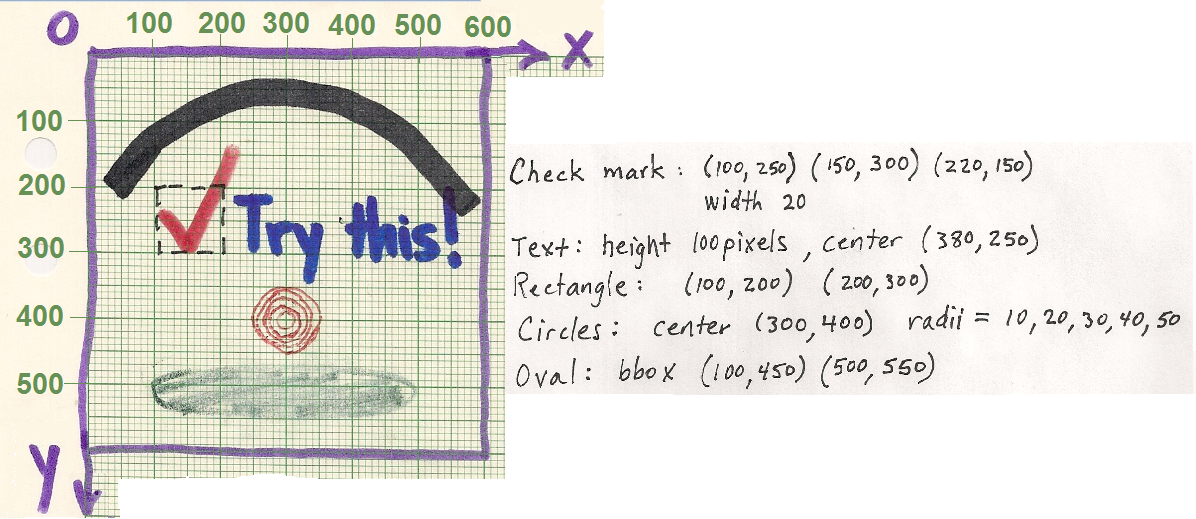 O 100 200 300 400 500 600
X
100
200
300
400
500
Y
Try this!
Check mark: (100, 250) (150, 300) (220, 150)
width 20
Text: height 100 pixels, center (380, 250)
Rectangle: (100, 200) (200, 300)
Circles: center (300, 400) radii = 10, 20, 30, 40, 50
Oval: bbox (100, 450) (500, 550)